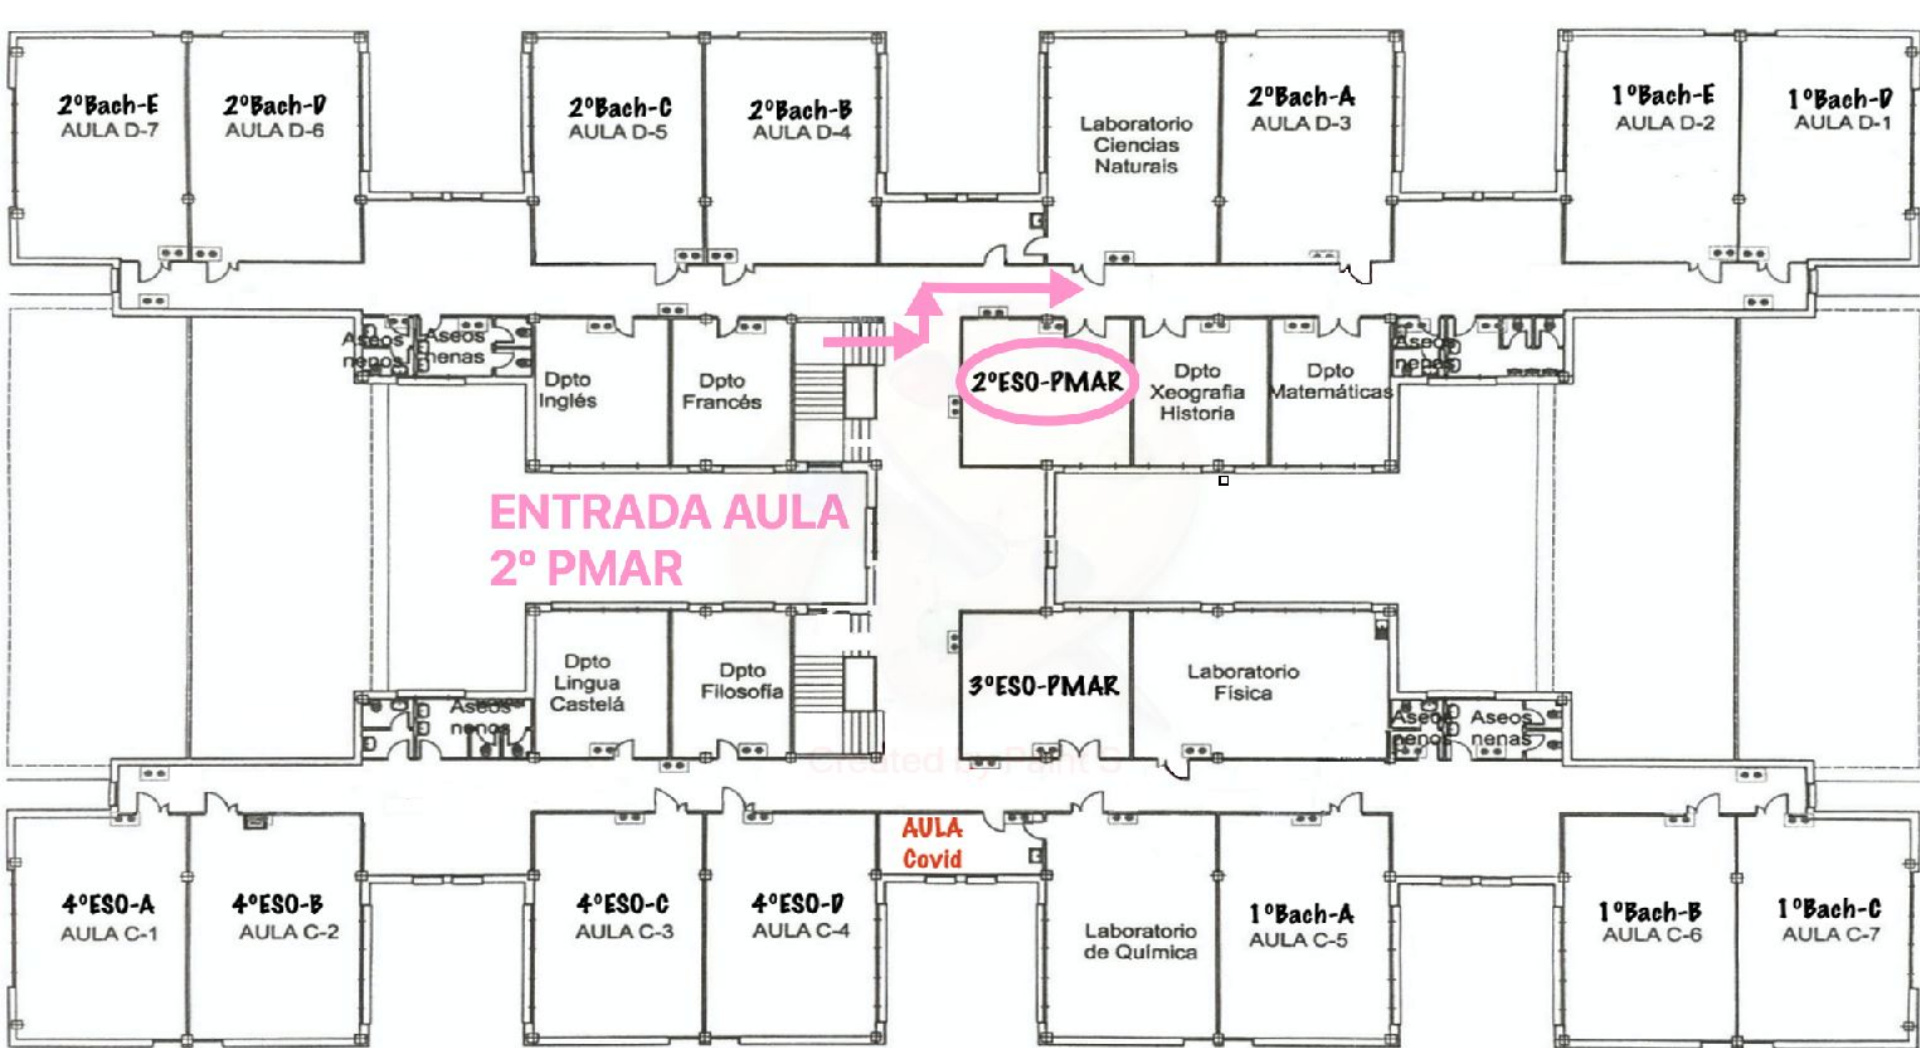 2ºBach-E
AULA D-7
2ºBach-D
AULA D-6
2ºBach-C
AULA D-5
2ºBach-B
AULA D-4
Laboratorio
Ciencias
Naturais
2ºBach-A
AULA D-3
1ºBach-E
AULA D-2
1ºBach-D
AULA D-1
Aseos
nenos
Aseos
nenas
Dpto
Inglés
Dpto
Francés
2ºESO-PMAR
Dpto
Xeografia
Historia
Dpto
Matemáticas
Aseos
nenos
ENTRADA AULA
2º PMAR
Dpto
Lingua
Castelá
Dpto
Filosofía
3ºESO-PMAR
Laboratorio
Física
Aseos
nenos
Aseos
nenos
Aseos
nenas
Created by Paint S
AULA
Covid
4ºESO-A
AULA C-1
4ºESO-B
AULA C-2
4ºESO-C
AULA C-3
4ºESO-D
AULA C-4
Laboratorio
de Química
1ºBach-A
AULA C-5
1ºBach-B
AULA C-6
1ºBach-C
AULA C-7